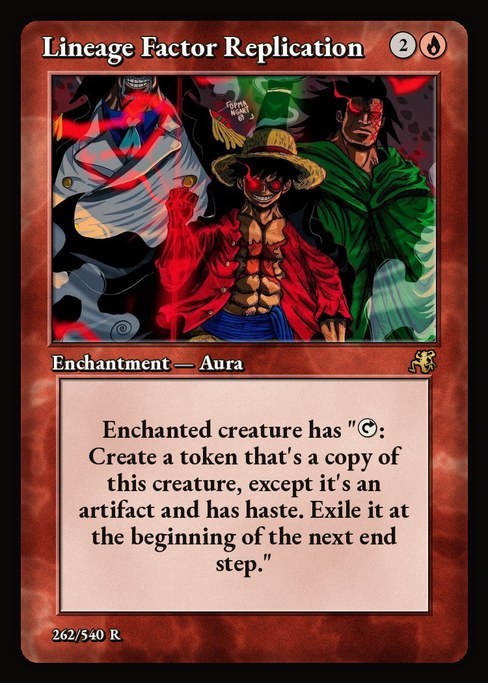 Lineage Factor Replication 2
Enchantment — Aura
Enchanted creature has "
:
Create a token that's a copy of
this creature, except it's an
artifact and has haste. Exile it at
the beginning of the next end
step."
262/540 R